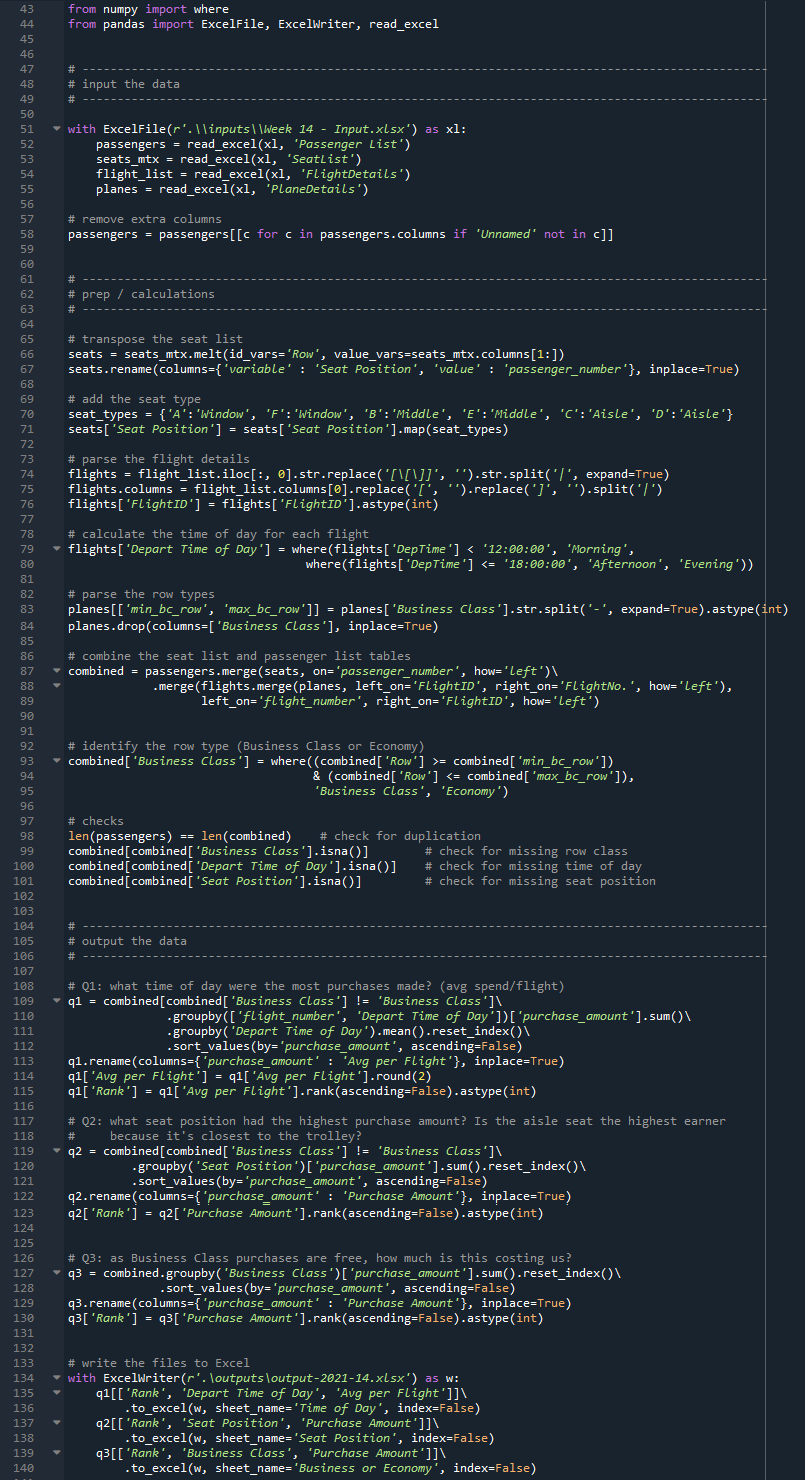 43 from numpy import where
44 from pandas import ExcelFile, ExcelWriter, read_excel
45
46
47 # -------------------------------------------------------------------------------------------------
48 # input the data
49 # -------------------------------------------------------------------------------------------------
50
51 with ExcelFile(r'.\\inputs\\Week 14 - Input.xlsx') as xl:
52     passengers = read_excel(xl, 'Passenger List')
53     seats_mtx = read_excel(xl, 'SeatList')
54     flight_list = read_excel(xl, 'FlightDetails')
55     planes = read_excel(xl, 'PlaneDetails')
56
57 # remove extra columns
58 passengers = passengers[[c for c in passengers.columns if 'Unnamed' not in c]]
59
60
61 # -------------------------------------------------------------------------------------------------
62 # prep / calculations
63 # -------------------------------------------------------------------------------------------------
64
65 # transpose the seat list
66 seats = seats_mtx.melt(id_vars='Row', value_vars=seats_mtx.columns[1:])
67 seats.rename(columns={'variable' : 'Seat Position', 'value' : 'passenger_number'}, inplace=True)
68
69 # add the seat type
70 seat_types = {'A':'Window', 'F':'Window', 'B':'Middle', 'E':'Middle', 'C':'Aisle', 'D':'Aisle'}
71 seats['Seat Position'] = seats['Seat Position'].map(seat_types)
72
73 # parse the flight details
74 flights = flight_list.iloc[:, 0].str.replace('[\[\]]', '').str.split('|', expand=True)
75 flights.columns = flight_list.columns[0].replace('[', '').replace(']', '').split('|')
76 flights['FlightID'] = flights['FlightID'].astype(int)
77
78 # calculate the time of day for each flight
79 flights['Depart Time of Day'] = where(flights['DepTime'] < '12:00:00', 'Morning',
80                                   where(flights['DepTime'] <= '18:00:00', 'Afternoon', 'Evening'))
81
82 # parse the row types
83 planes[['min_bc_row', 'max_bc_row']] = planes['Business Class'].str.split('-', expand=True).astype(int)
84 planes.drop(columns=['Business Class'], inplace=True)
85
86 # combine the seat list and passenger list tables
87 combined = passengers.merge(seats, on='passenger_number', how='left')\
88             .merge(flights.merge(planes, left_on='FlightID', right_on='FlightNo.', how='left'),
89                    left_on='flight_number', right_on='FlightID', how='left')
90
91
92 # identify the row type (Business Class or Economy)
93 combined['Business Class'] = where((combined['Row'] >= combined['min_bc_row'])
94                                    & (combined['Row'] <= combined['max_bc_row']),
95                                    'Business Class', 'Economy')
96
97 # checks
98 len(passengers) == len(combined)    # check for duplication
99 combined[combined['Business Class'].isna()]        # check for missing row class
100 combined[combined['Depart Time of Day'].isna()]    # check for missing time of day
101 combined[combined['Seat Position'].isna()]         # check for missing seat position
102
103
104 # -------------------------------------------------------------------------------------------------
105 # output the data
106 # -------------------------------------------------------------------------------------------------
107
108 # Q1: what time of day were the most purchases made? (avg spend/flight)
109 q1 = combined[combined['Business Class'] != 'Business Class']\
110               .groupby(['flight_number', 'Depart Time of Day'])['purchase_amount'].sum()\
111               .groupby('Depart Time of Day').mean().reset_index()\
112               .sort_values(by='purchase_amount', ascending=False)
113 q1.rename(columns={'purchase_amount' : 'Avg per Flight'}, inplace=True)
114 q1['Avg per Flight'] = q1['Avg per Flight'].round(2)
115 q1['Rank'] = q1['Avg per Flight'].rank(ascending=False).astype(int)
116
117 # Q2: what seat position had the highest purchase amount? Is the aisle seat the highest earner
118 #     because it's closest to the trolley?
119 q2 = combined[combined['Business Class'] != 'Business Class']\
120          .groupby('Seat Position')['purchase_amount'].sum().reset_index()\
121          .sort_values(by='purchase_amount', ascending=False)
122 q2.rename(columns={'purchase_amount' : 'Purchase Amount'}, inplace=True)
123 q2['Rank'] = q2['Purchase Amount'].rank(ascending=False).astype(int)
124
125
126 # Q3: as Business Class purchases are free, how much is this costing us?
127 q3 = combined.groupby('Business Class')['purchase_amount'].sum().reset_index()\
128              .sort_values(by='purchase_amount', ascending=False)
129 q3.rename(columns={'purchase_amount' : 'Purchase Amount'}, inplace=True)
130 q3['Rank'] = q3['Purchase Amount'].rank(ascending=False).astype(int)
131
132
133 # write the files to Excel
134 with ExcelWriter(r'.\outputs\output-2021-14.xlsx') as w:
135     q1[['Rank', 'Depart Time of Day', 'Avg per Flight']]\
136         .to_excel(w, sheet_name='Time of Day', index=False)
137     q2[['Rank', 'Seat Position', 'Purchase Amount']]\
138         .to_excel(w, sheet_name='Seat Position', index=False)
139     q3[['Rank', 'Business Class', 'Purchase Amount']]\
140         .to_excel(w, sheet_name='Business or Economy', index=False)